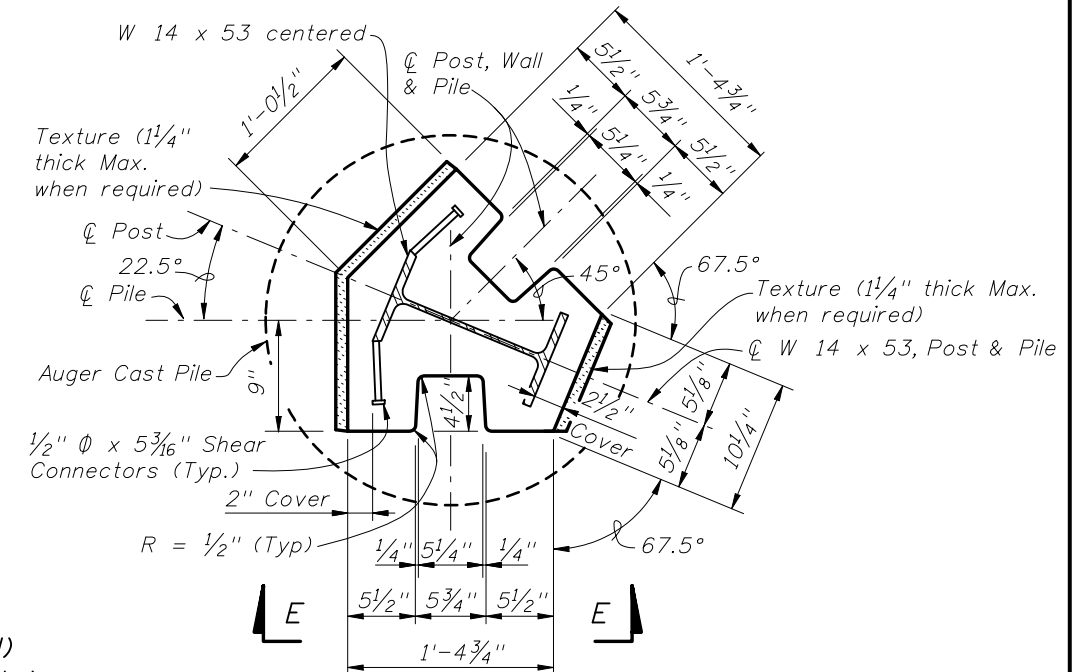 W 14 x 53 centered
℄ Post, Wall
& Pile
5½"
1'-4¾"
1'-0½"
¼"
5¾"
5¼"
5½"
¼"
Texture (1¼"
thick Max.
when required)
℄ Post
22.5°
℄ Pile
45°
67.5°
Texture (1¼" thick Max.
when required)
℄ W 14 x 53, Post & Pile
Auger Cast Pile
9"
4½"
2½"
Cover
5⅛"
5⅛"
10¼"
½" Φ x 5³⁄₁₆" Shear
Connectors (Typ.)
2" Cover
R = ½" (Typ)
67.5°
¼" 5¼" ¼"
5½" 5¾" 5½"
E E
1'-4¾"